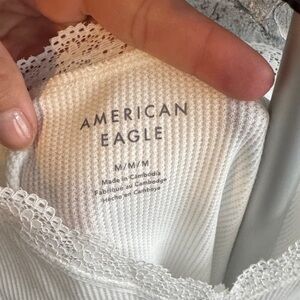 AMERICAN
EAGLE
M/M/M
Made in Cambodia
Fabriqué au Cambodge
Hecho en Camboya